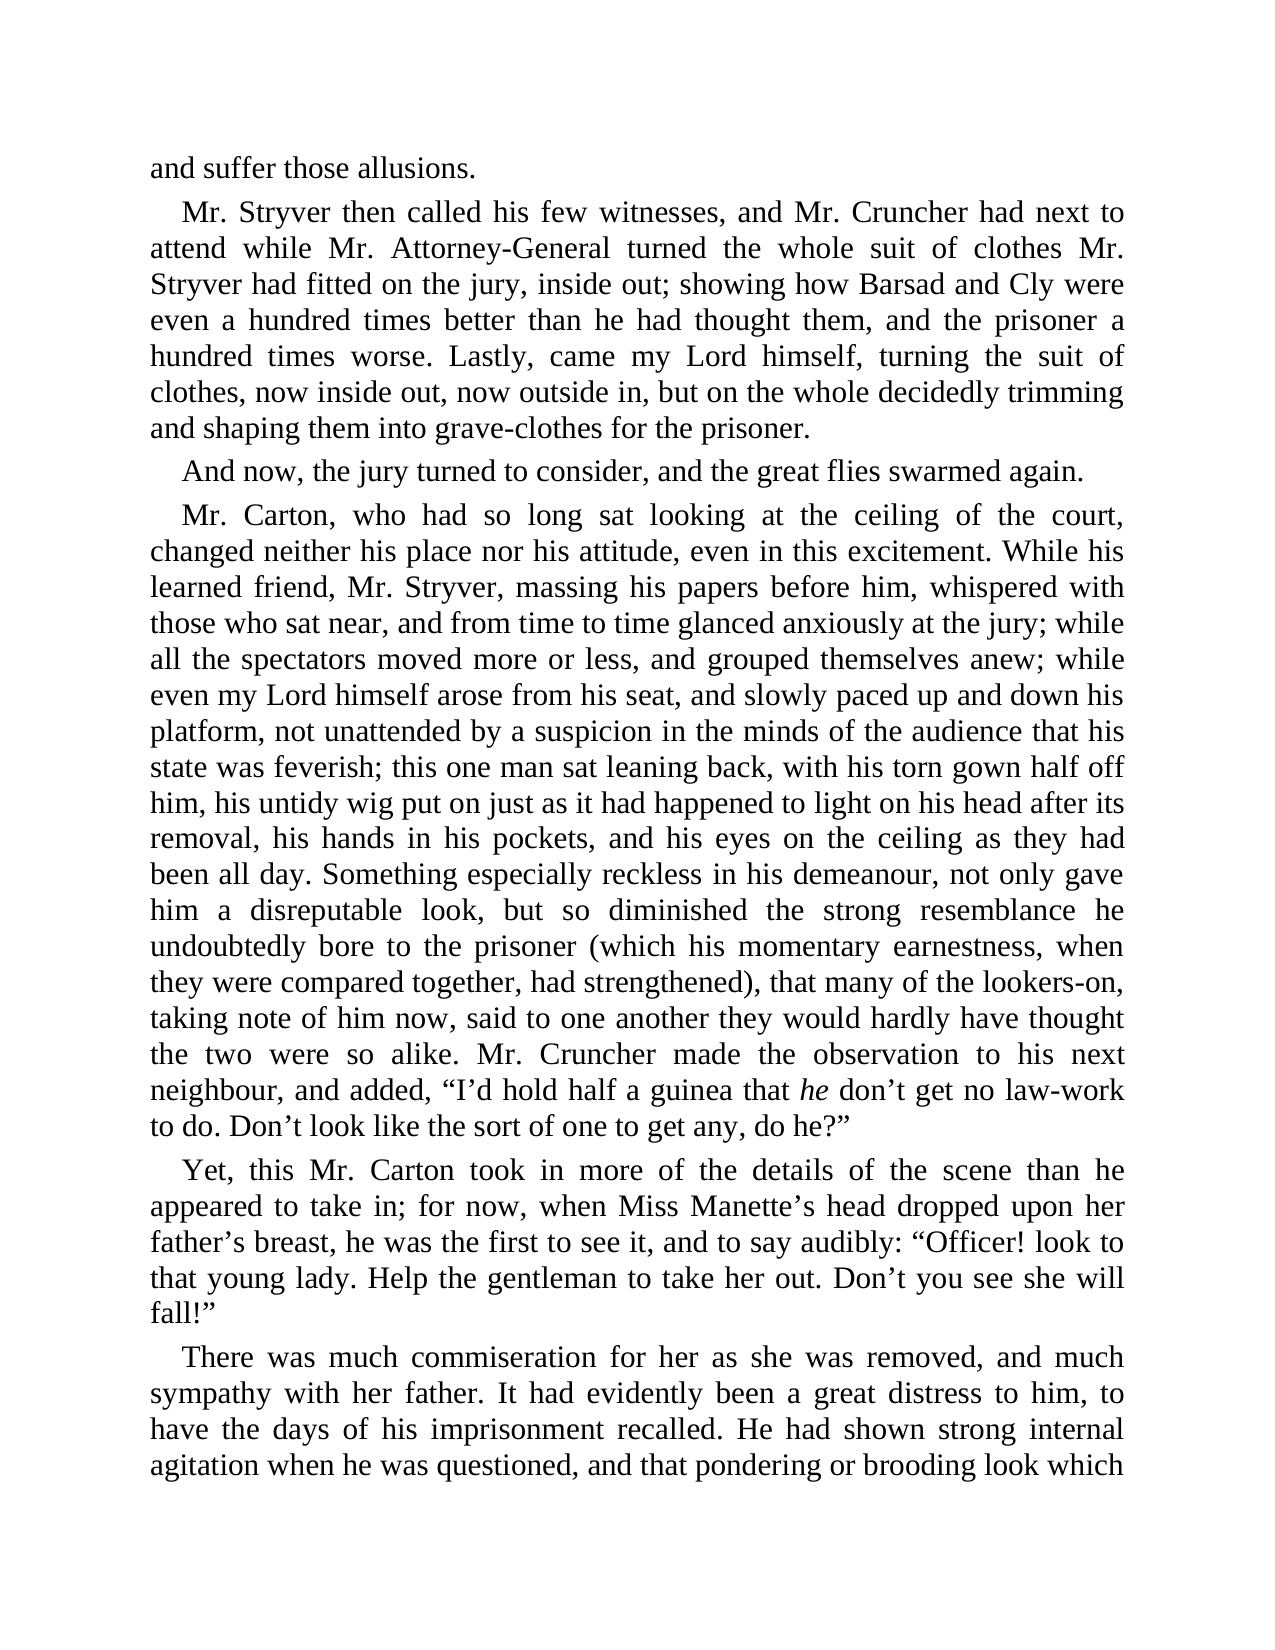 and suffer those allusions.
Mr. Stryver then called his few witnesses, and Mr. Cruncher had next to
attend while Mr. Attorney-General turned the whole suit of clothes Mr.
Stryver had fitted on the jury, inside out; showing how Barsad and Cly were
even a hundred times better than he had thought them, and the prisoner a
hundred times worse. Lastly, came my Lord himself, turning the suit of
clothes, now inside out, now outside in, but on the whole decidedly trimming
and shaping them into grave-clothes for the prisoner.
And now, the jury turned to consider, and the great flies swarmed again.
Mr. Carton, who had so long sat looking at the ceiling of the court,
changed neither his place nor his attitude, even in this excitement. While his
learned friend, Mr. Stryver, massing his papers before him, whispered with
those who sat near, and from time to time glanced anxiously at the jury; while
all the spectators moved more or less, and grouped themselves anew; while
even my Lord himself arose from his seat, and slowly paced up and down his
platform, not unattended by a suspicion in the minds of the audience that his
state was feverish; this one man sat leaning back, with his torn gown half off
him, his untidy wig put on just as it had happened to light on his head after its
removal, his hands in his pockets, and his eyes on the ceiling as they had
been all day. Something especially reckless in his demeanour, not only gave
him a disreputable look, but so diminished the strong resemblance he
undoubtedly bore to the prisoner (which his momentary earnestness, when
they were compared together, had strengthened), that many of the lookers-on,
taking note of him now, said to one another they would hardly have thought
the two were so alike. Mr. Cruncher made the observation to his next
neighbour, and added, “I’d hold half a guinea that he don’t get no law-work
to do. Don’t look like the sort of one to get any, do he?”
Yet, this Mr. Carton took in more of the details of the scene than he
appeared to take in; for now, when Miss Manette’s head dropped upon her
father’s breast, he was the first to see it, and to say audibly: “Officer! look to
that young lady. Help the gentleman to take her out. Don’t you see she will
fall!”
There was much commiseration for her as she was removed, and much
sympathy with her father. It had evidently been a great distress to him, to
have the days of his imprisonment recalled. He had shown strong internal
agitation when he was questioned, and that pondering or brooding look which